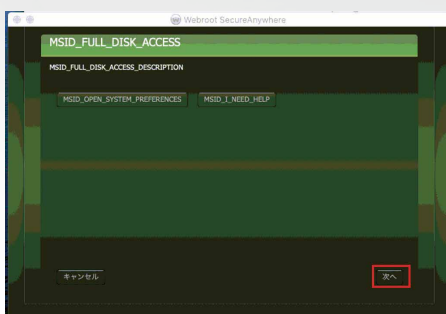 Webroot SecureAnywhere
MSID_FULL_DISK_ACCESS
MSID_FULL_DISK_ACCESS_DESCRIPTION
MSID_OPEN_SYSTEM_PREFERENCES MSID_I_NEED_HELP
キャンセル 次へ